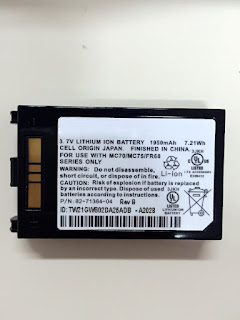 3.7V LITHIUM ION BATTERY 1950mAh 7.21Wh
CELL ORIGIN JAPAN. FINISHED IN CHINA.
FOR USE WITH MC70/MC75/FR68
SERIES ONLY
WARNING: Do not disassemble,
short circuit, or dispose in fire.
CAUTION: Risk of explosion if battery
is replaced by incorrect type.
Dispose of used batteries according
to instructions.
P/N: 82-71364-04 Rev B
Li-ion